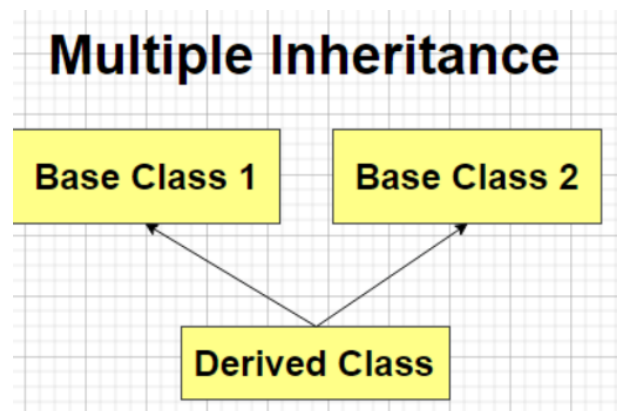 Multiple Inheritance
Base Class 1
Base Class 2
Derived Class